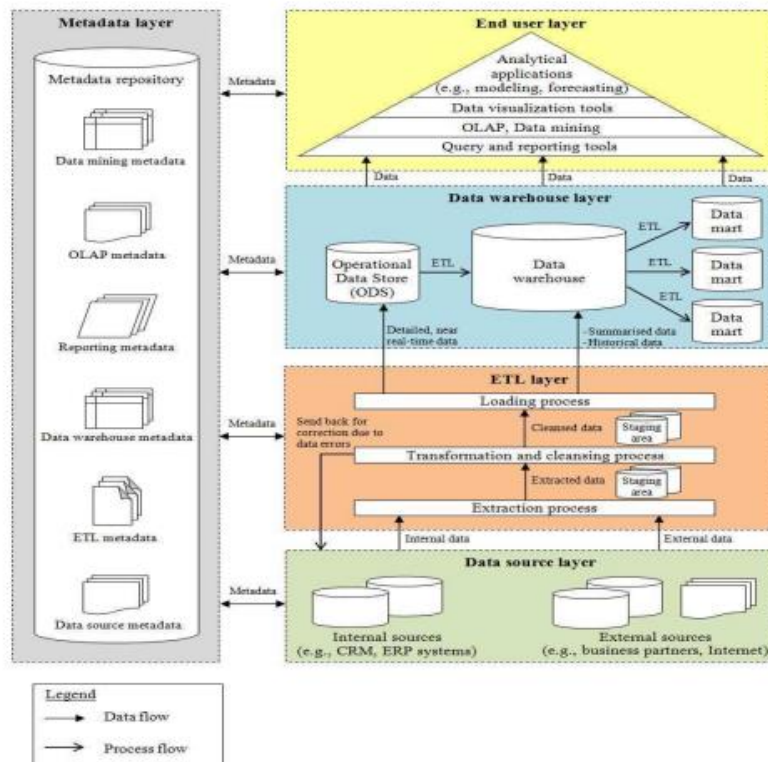 Metadata layer
Metadata repository
Data mining metadata
OLAP metadata
Reporting metadata
Data warehouse metadata
ETL metadata
Data source metadata
Metadata
Metadata
Metadata
Metadata
End user layer
Analytical
applications
(e.g., modeling, forecasting)
Data visualization tools
OLAP, Data mining
Query and reporting tools
Data
Data
Data
Data warehouse layer
Operational
Data Store
(ODS)
ETL
Data
warehouse
ETL
ETL
ETL
Data
mart
Data
mart
Data
mart
Detailed, near
real-time data
-Summarised data
-Historical data
ETL layer
Loading process
Send back for
correction due to
data errors
Cleansed data
Staging
area
Transformation and cleansing process
Extracted data
Staging
area
Extraction process
Internal data
External data
Data source layer
Internal sources
(e.g., CRM, ERP systems)
External sources
(e.g., business partners, Internet)
Legend
Data flow
Process flow